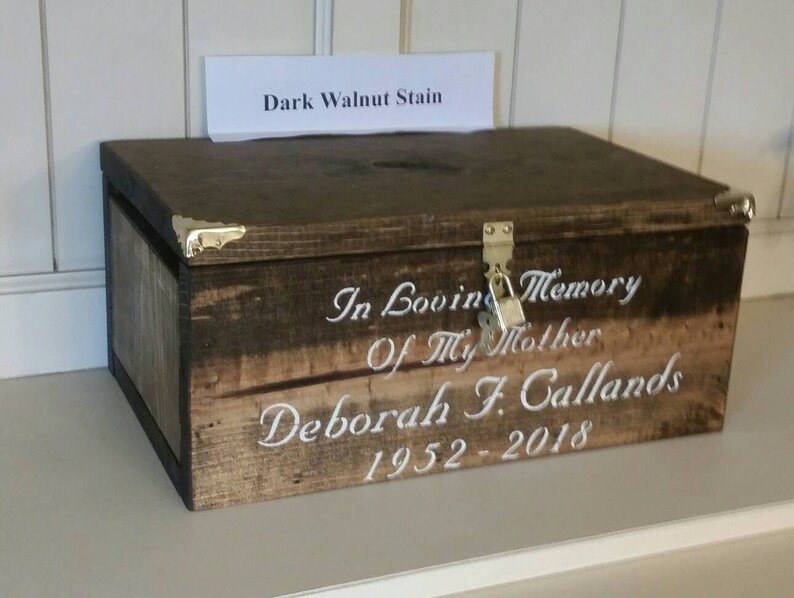 Dark Walnut Stain
In Loving Memory
Of My Mother
Deborah F. Callands
1952 - 2018